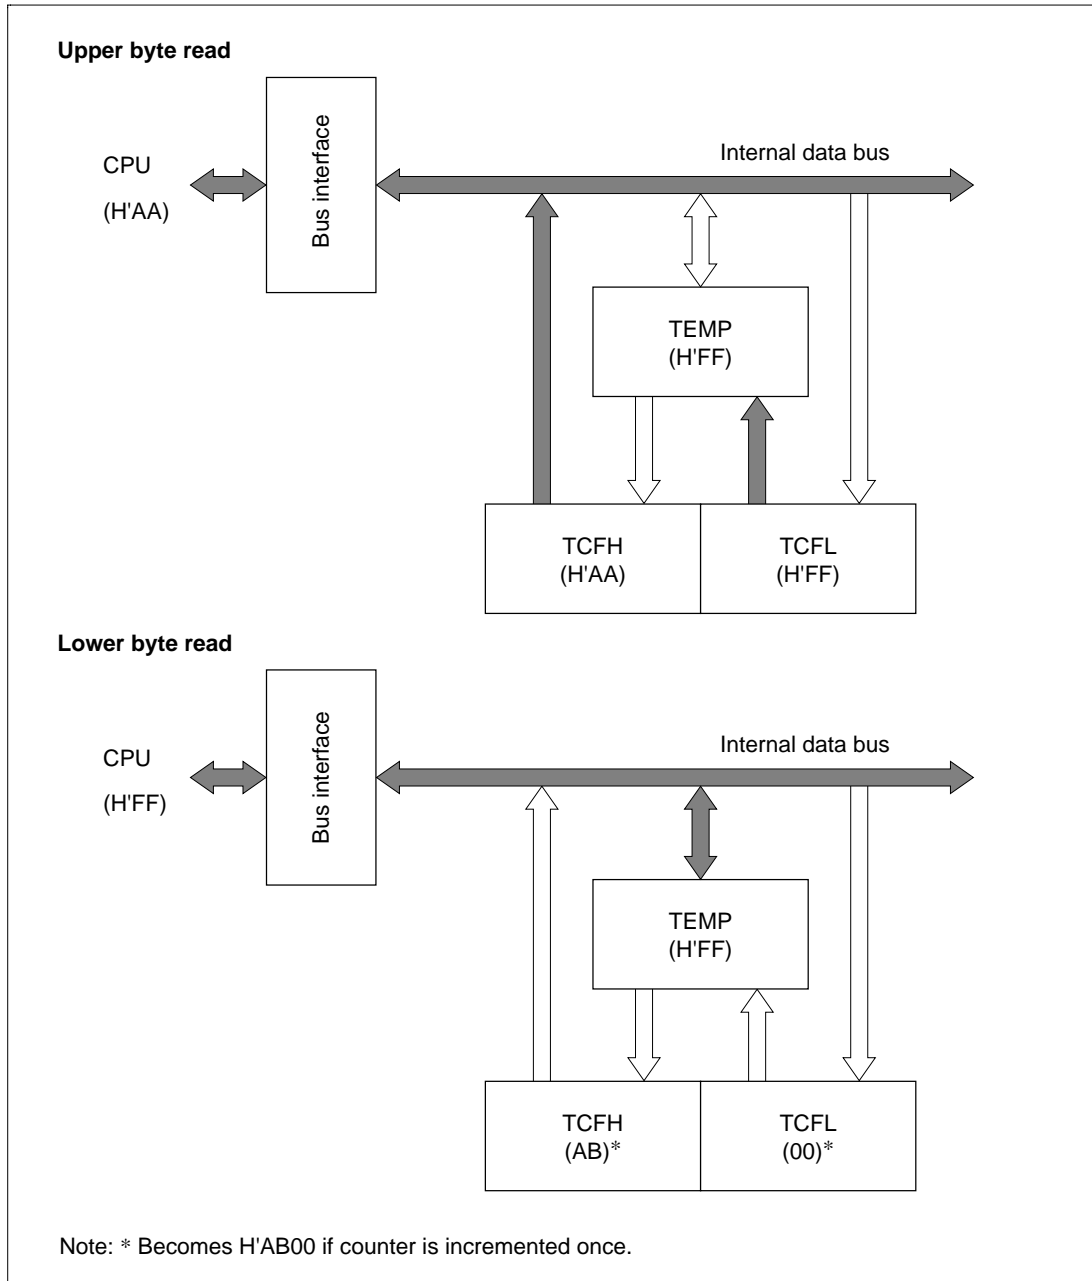 Upper byte read
CPU
(H'AA)
Bus interface
Internal data bus
TEMP
(H'FF)
TCFH
(H'AA)
TCFL
(H'FF)
Lower byte read
CPU
(H'FF)
Bus interface
Internal data bus
TEMP
(H'FF)
TCFH
(AB)*
TCFL
(00)*
Note: * Becomes H'AB00 if counter is incremented once.